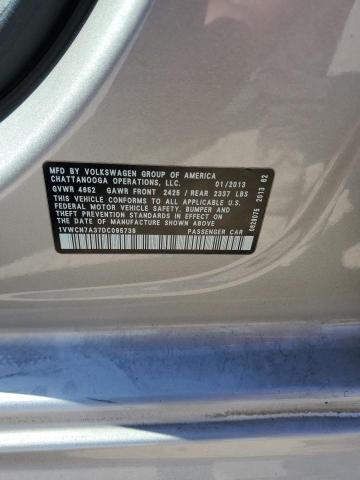 MFD. BY VOLKSWAGEN GROUP OF AMERICA
CHATTANOOGA OPERATIONS, LLC. 01/2013
GVWR 4652 GAWR FRONT 2425 / REAR 2337 LBS
THIS VEHICLE CONFORMS TO ALL APPLICABLE U.S.
FEDERAL MOTOR VEHICLE SAFETY, BUMPER AND
THEFT PREVENTION STANDARDS IN EFFECT ON THE
DATE OF MANUFACTURE SHOWN ABOVE.
1VWCN7A37DC095738 PASSENGER CAR
2013 62